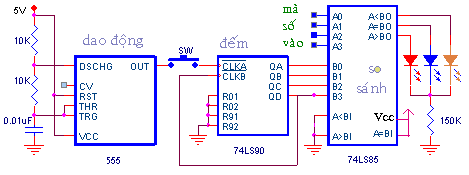 5V
10K
10K
0.01uF
dao động
DSCHG
OUT
CV
RST
THR
TRG
VCC
555
SW
đếm
CLKA
CLKB
R01
R02
R91
R92
QA
QB
QC
QD
74LS90
mà
số
vào
A0
A1
A2
A3
B0
B1
B2
B3
A<BI
A>BI
A<BO
A=BO
A>BO
so
sánh
Vcc
A>BI
A=BI
74LS85
150K